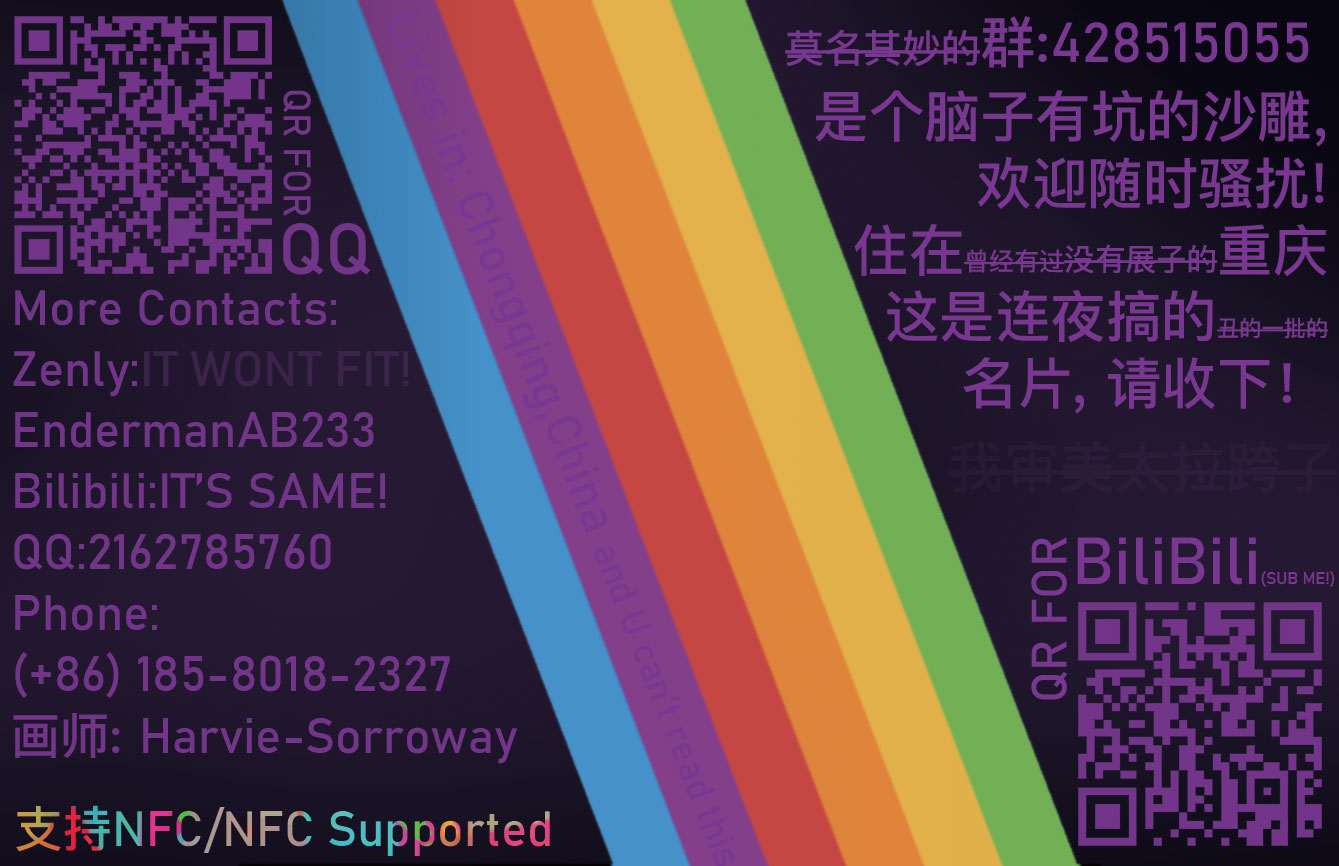 QR FOR
QQ
More Contacts:
Zenly:IT WONT FIT!
EndermanAB233
Bilibili:IT'S SAME!
QQ:2162785760
Phone:
(+86) 185-8018-2327
画师: Harvie-Sorroway
支持NFC/NFC Supported
Lives in: Chongqing,China and U can't read this
莫名其妙的群:428515055
是个脑子有坑的沙雕,
欢迎随时骚扰!
住在曾经有过没有展子的重庆
这是连夜搞的丑的一批的
名片, 请收下!
我审美太拉跨了
QR FOR
BiliBili(SUB ME!)